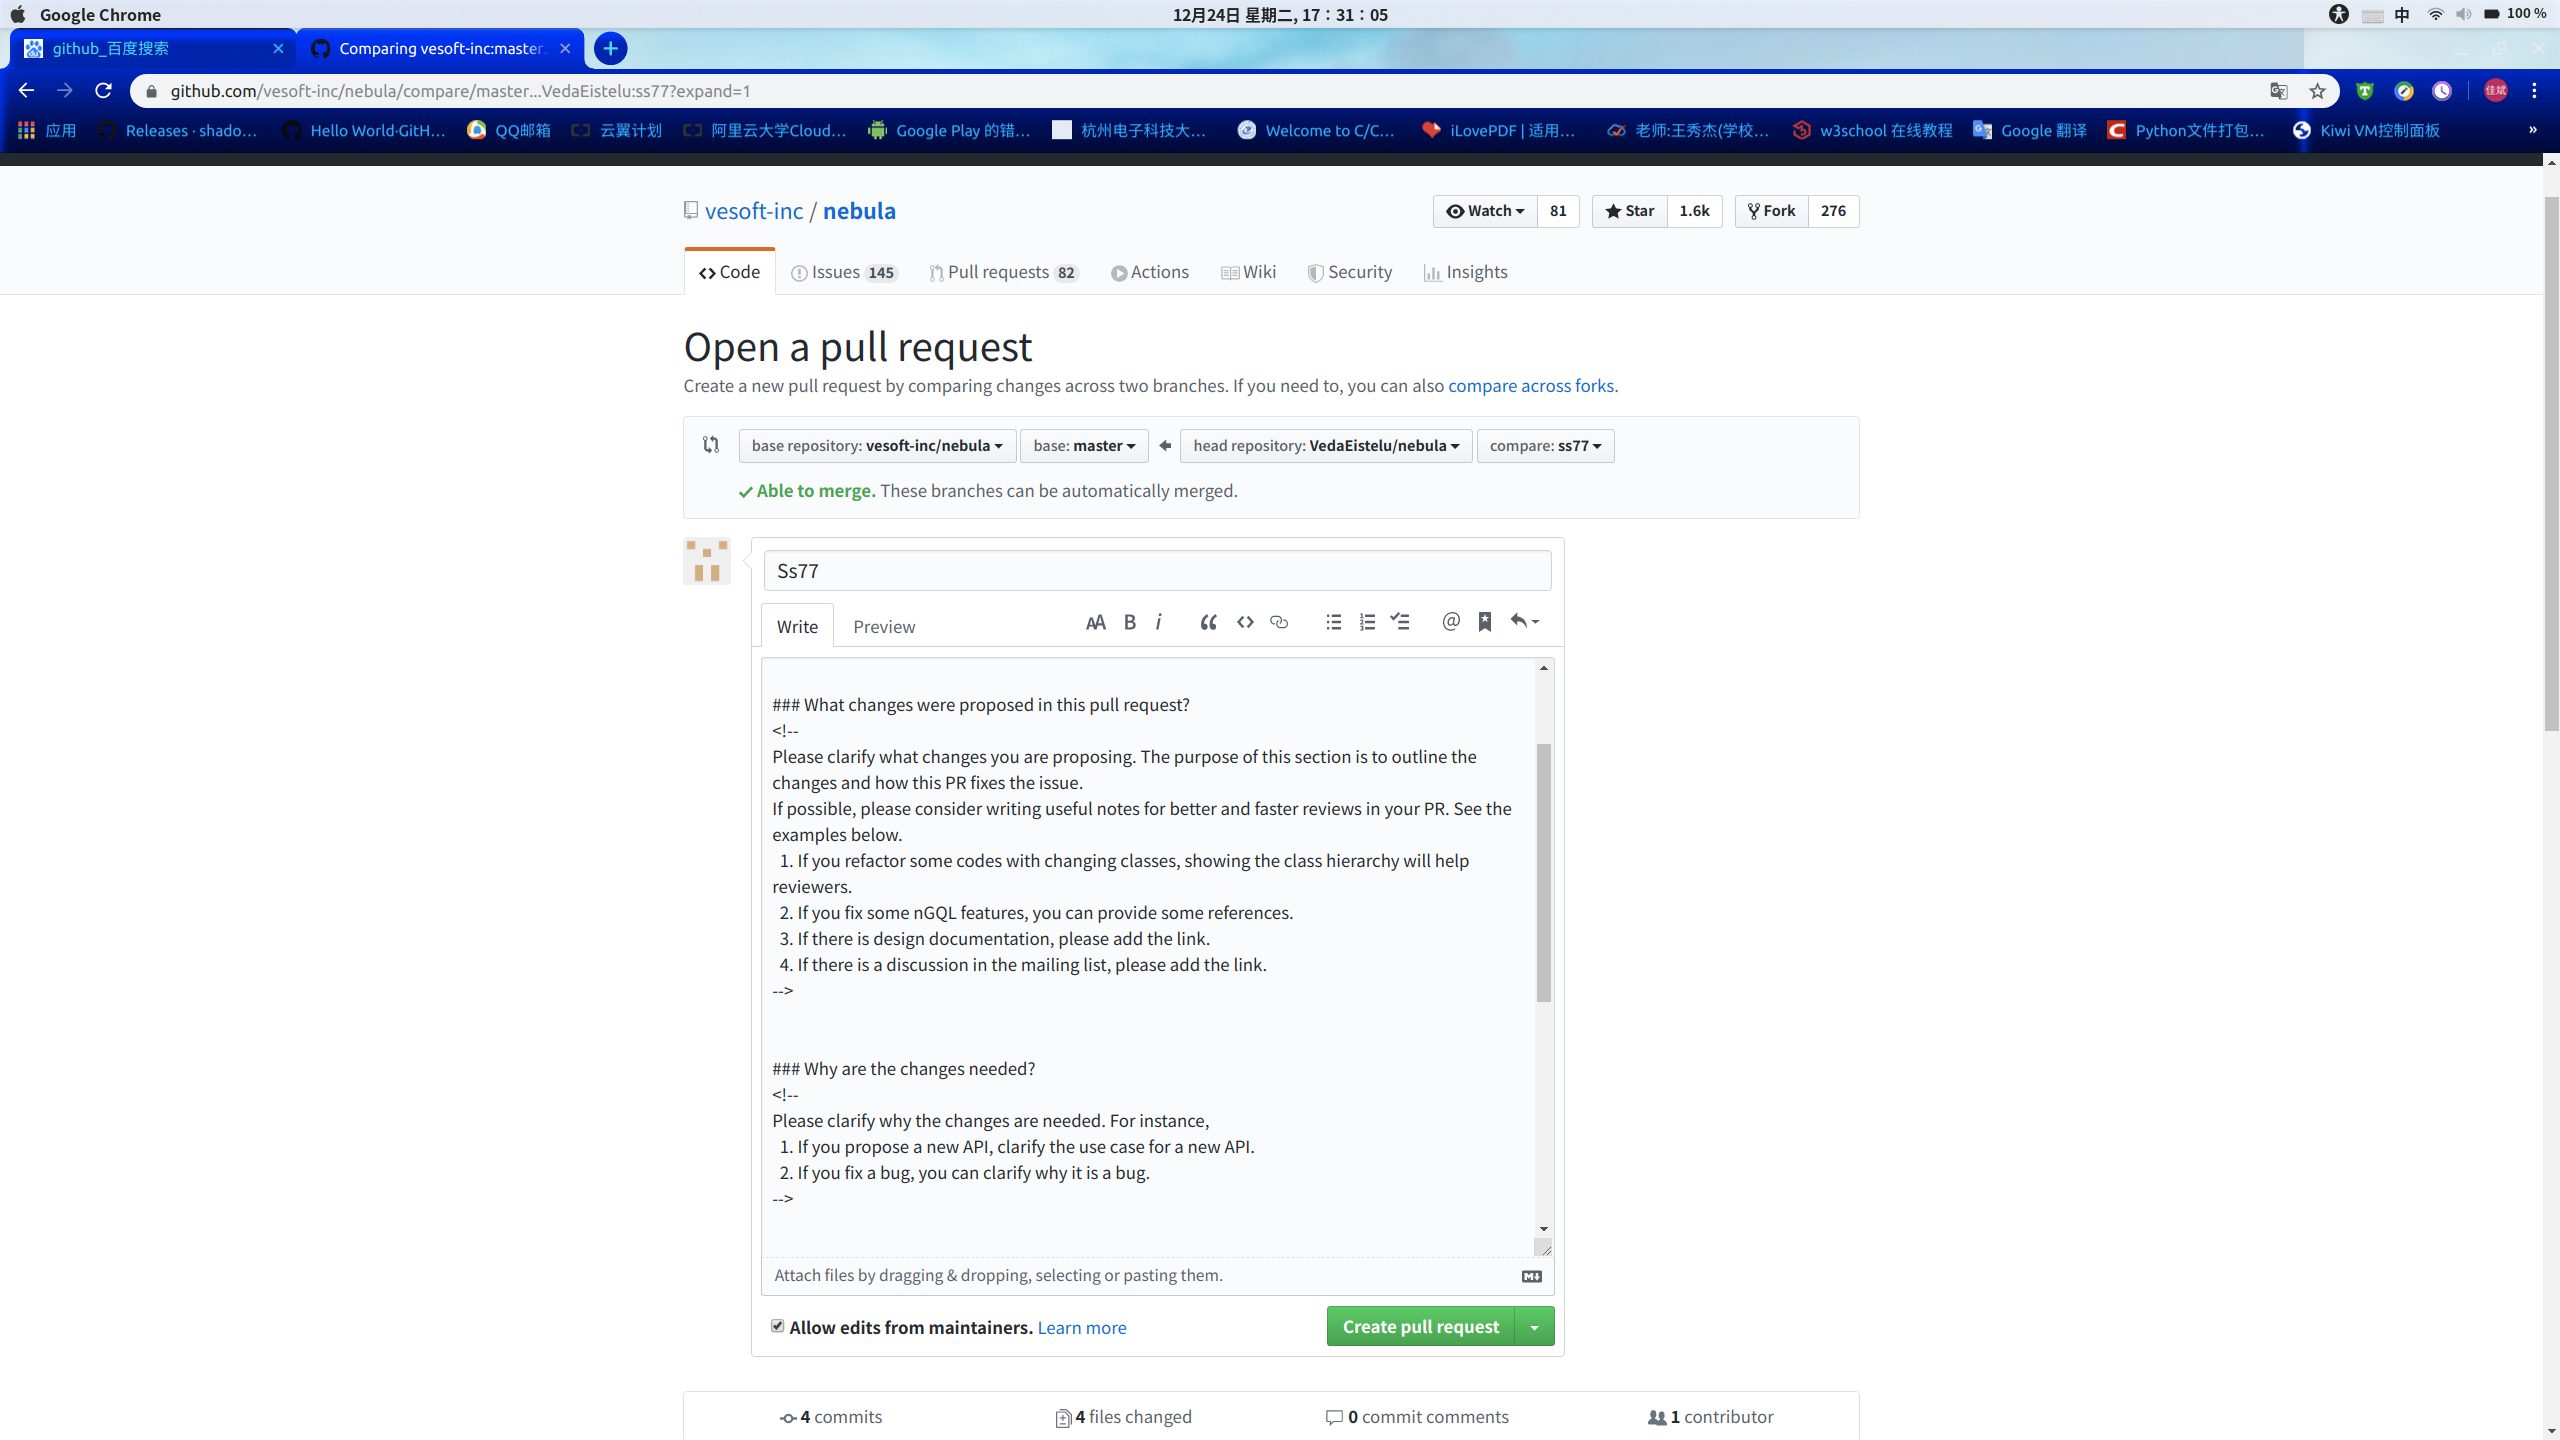 Google Chrome
12月24日 星期二, 17：31：05
中
100 %
github_百度搜索
Comparing vesoft-inc:master...
github.com/vesoft-inc/nebula/compare/master...VedaEistelu:ss77?expand=1
佳斌
应用
Releases · shado...
Hello World·GitH...
QQ邮箱
云翼计划
阿里云大学Cloud...
Google Play 的错...
杭州电子科技大...
Welcome to C/C...
iLovePDF | 适用...
老师:王秀杰(学校...
w3school 在线教程
Google 翻译
Python文件打包...
Kiwi VM控制面板
»
vesoft-inc / nebula
Watch 81
Star 1.6k
Fork 276
Code
Issues 145
Pull requests 82
Actions
Wiki
Security
Insights
Open a pull request
Create a new pull request by comparing changes across two branches. If you need to, you can also compare across forks.
base repository: vesoft-inc/nebula
base: master
head repository: VedaEistelu/nebula
compare: ss77
Able to merge. These branches can be automatically merged.
Ss77
Write
Preview
### What changes were proposed in this pull request?
<!--
Please clarify what changes you are proposing. The purpose of this section is to outline the
changes and how this PR fixes the issue.
If possible, please consider writing useful notes for better and faster reviews in your PR. See the
examples below.
1. If you refactor some codes with changing classes, showing the class hierarchy will help
reviewers.
2. If you fix some nGQL features, you can provide some references.
3. If there is design documentation, please add the link.
4. If there is a discussion in the mailing list, please add the link.
-->
### Why are the changes needed?
<!--
Please clarify why the changes are needed. For instance,
1. If you propose a new API, clarify the use case for a new API.
2. If you fix a bug, you can clarify why it is a bug.
-->
Attach files by dragging & dropping, selecting or pasting them.
Allow edits from maintainers. Learn more
Create pull request
4 commits
4 files changed
0 commit comments
1 contributor